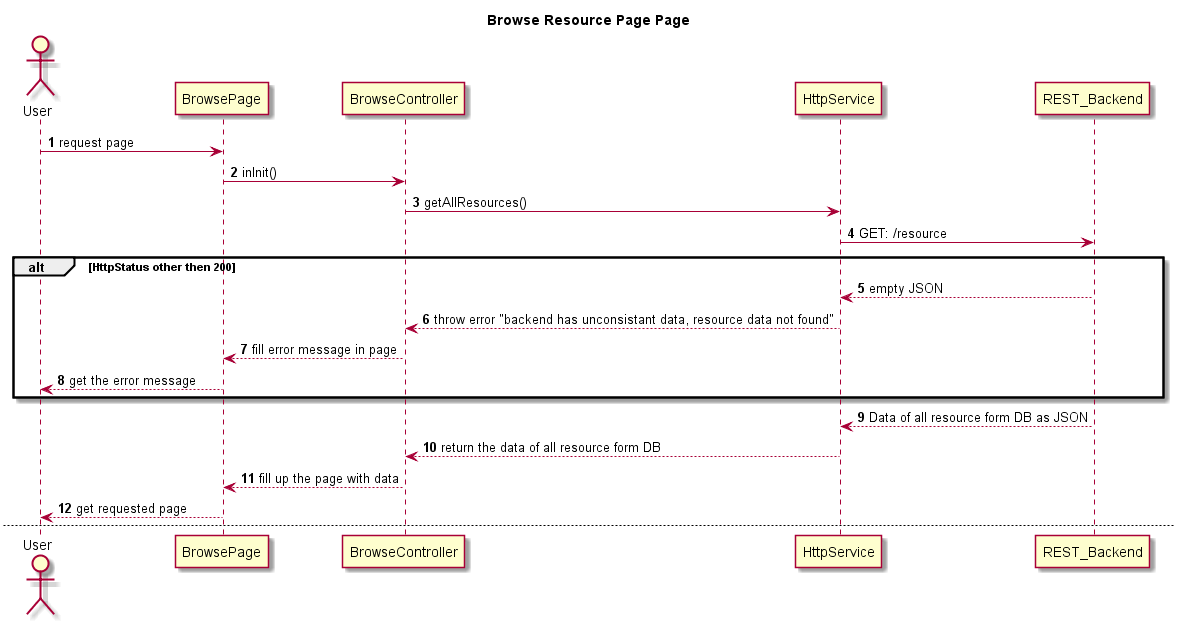 Browse Resource Page Page
User
BrowsePage
BrowseController
HttpService
REST_Backend
1 request page
2 inInit()
3 getAllResources()
4 GET: /resource
alt
[HttpStatus other then 200]
5 empty JSON
6 throw error "backend has unconsistant data, resource data not found"
7 fill error message in page
8 get the error message
9 Data of all resource form DB as JSON
10 return the data of all resource form DB
11 fill up the page with data
12 get requested page
User
BrowsePage
BrowseController
HttpService
REST_Backend